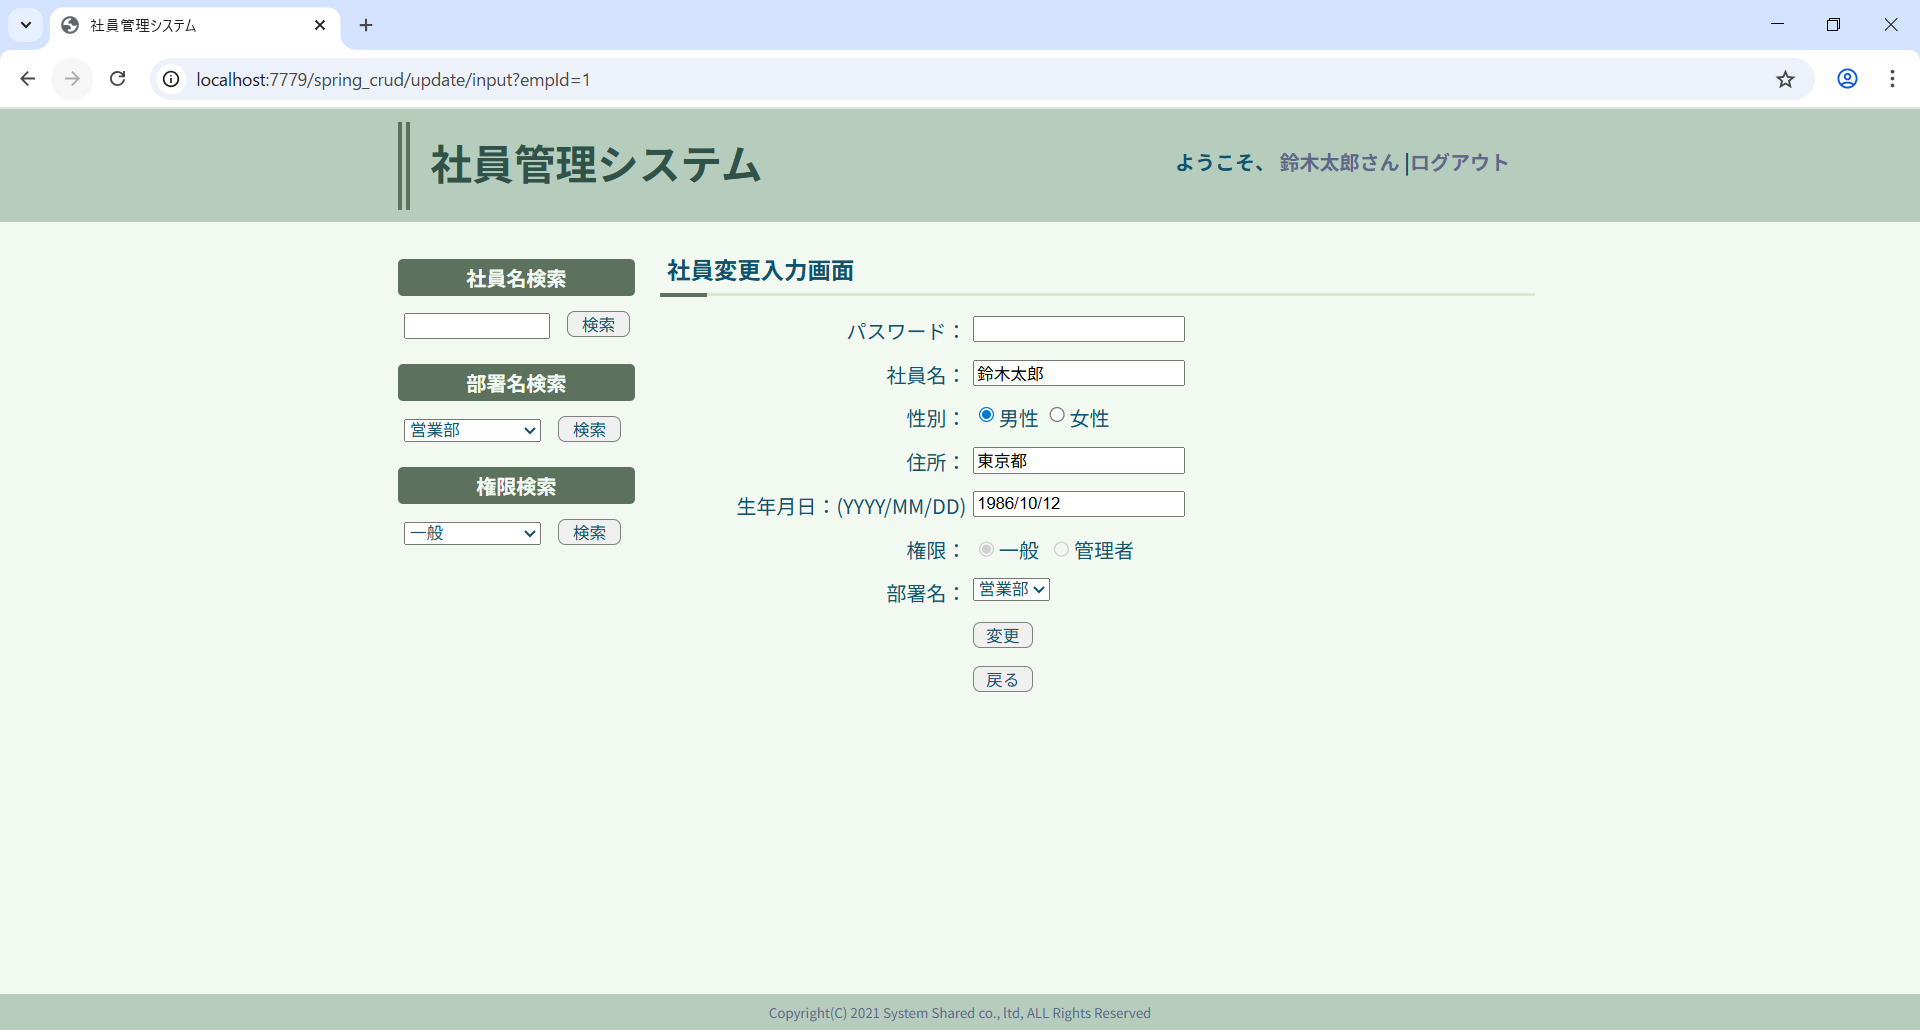 社員管理システム
localhost:7779/spring_crud/update/input?empId=1
社員管理システム
ようこそ、 鈴木太郎さん |ログアウト
社員名検索
検索
部署名検索
営業部 検索
権限検索
一般 検索
社員変更入力画面
パスワード：
社員名： 鈴木太郎
性別： 男性 女性
住所： 東京都
生年月日：(YYYY/MM/DD) 1986/10/12
権限： 一般 管理者
部署名： 営業部
変更
戻る
Copyright(C) 2021 System Shared co., ltd, ALL Rights Reserved